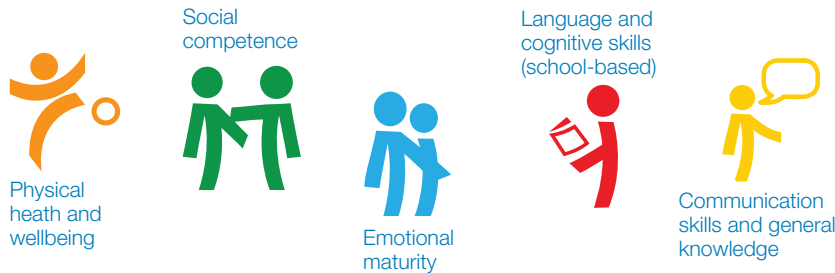 Physical
heath and
wellbeing
Social
competence
Emotional
maturity
Language and
cognitive skills
(school-based)
Communication
skills and general
knowledge